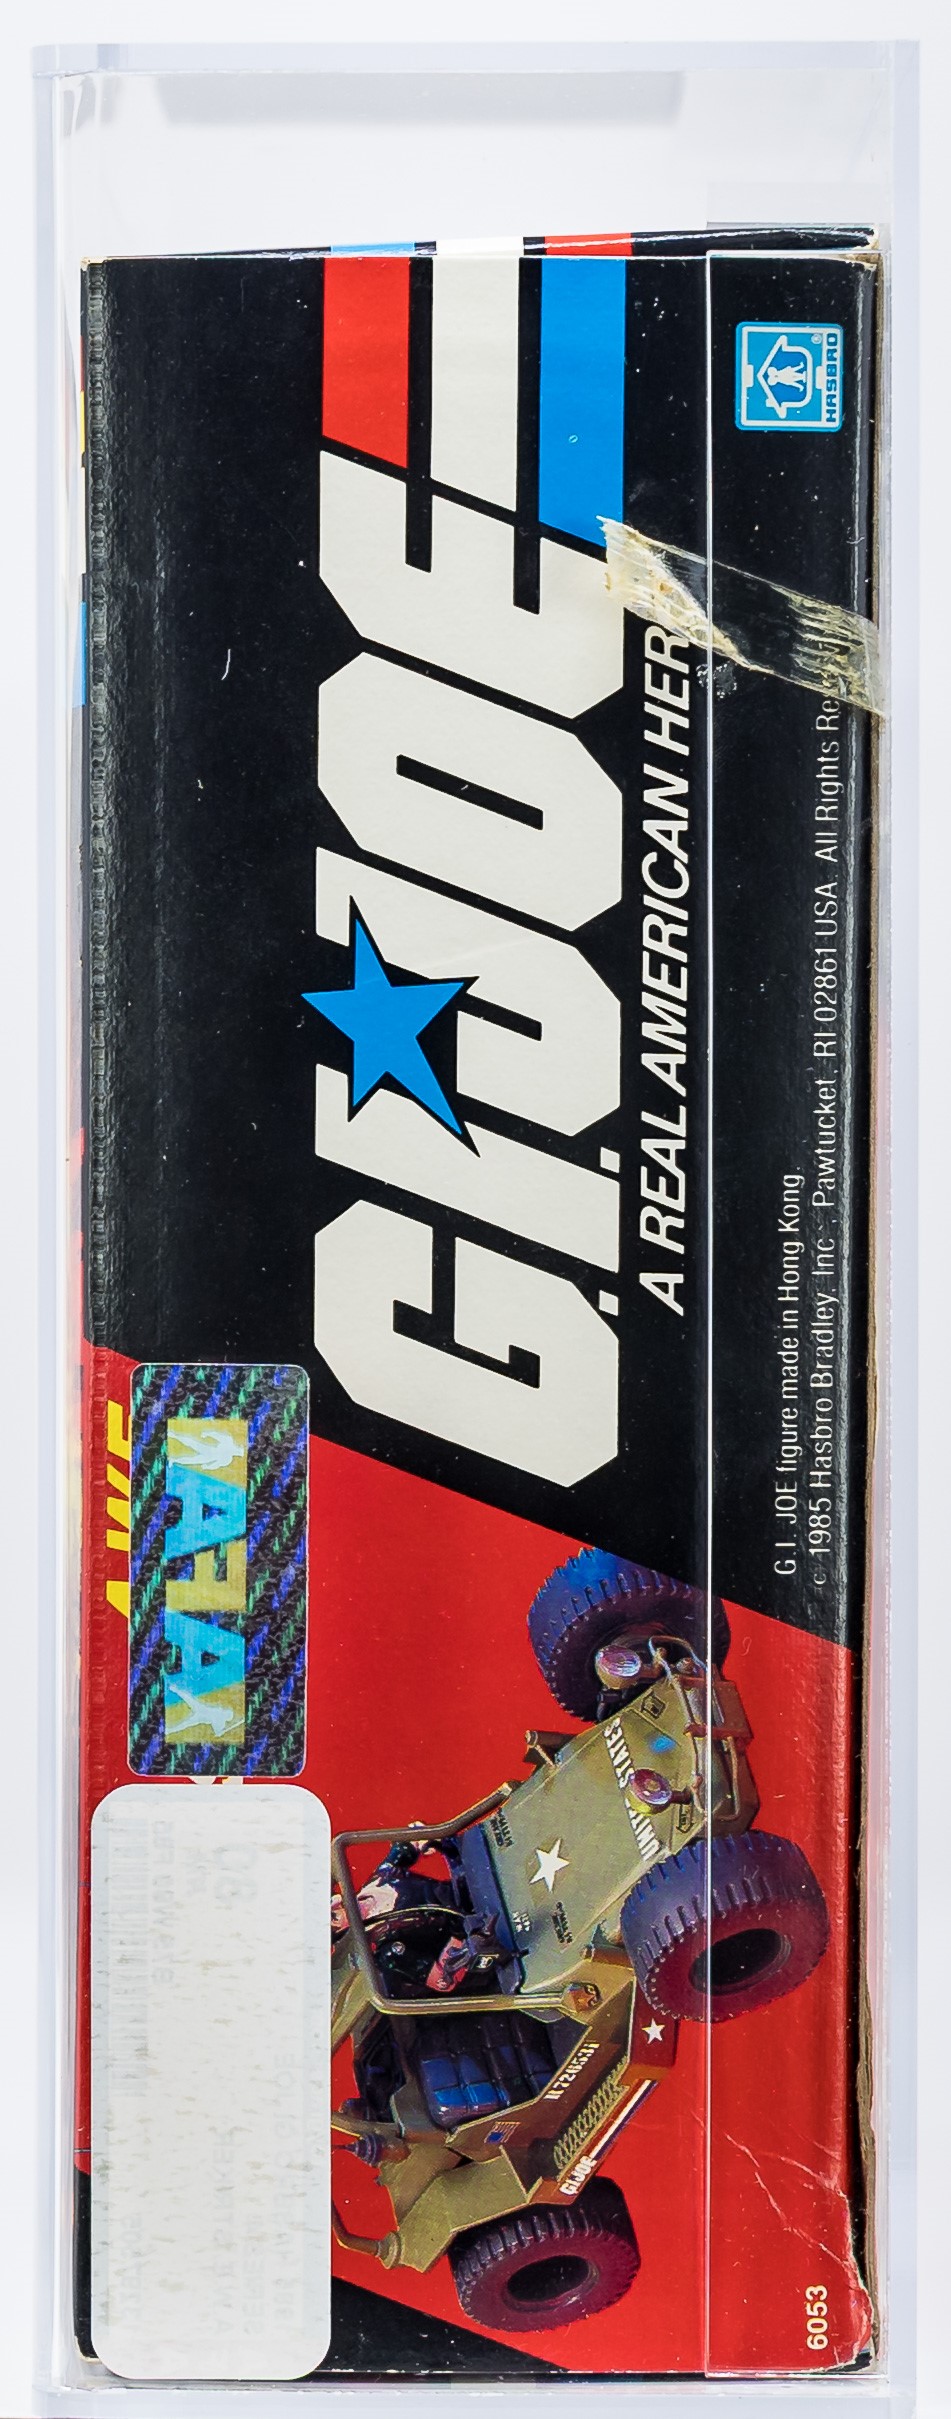 HASBRO®
G.I. JOE
A REAL AMERICAN HER
G.I. JOE figure made in Hong Kong.
© 1985 Hasbro Bradley, Inc., Pawtucket, RI 02861 USA. All Rights Re
AWE
AFA
UNITED STATES
GI JOE
6053